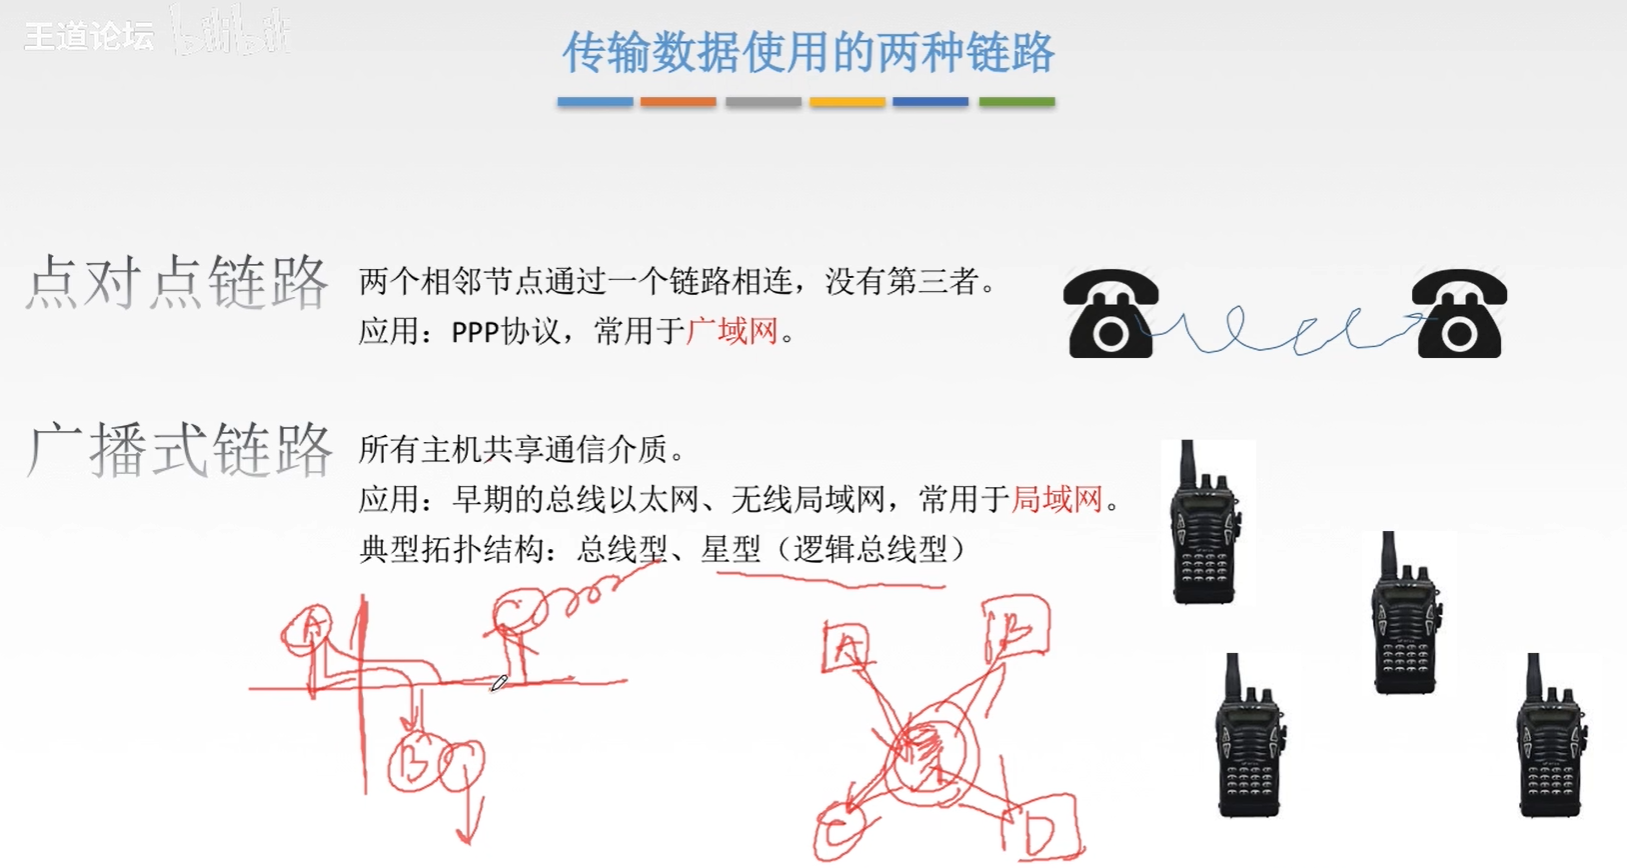 王道论坛 bilibili
传输数据使用的两种链路
点对点链路
两个相邻节点通过一个链路相连，没有第三者。
应用：PPP协议，常用于广域网。
广播式链路
所有主机共享通信介质。
应用：早期的总线以太网、无线局域网，常用于局域网。
典型拓扑结构：总线型、星型（逻辑总线型）
A
C
B
A
B
C
D